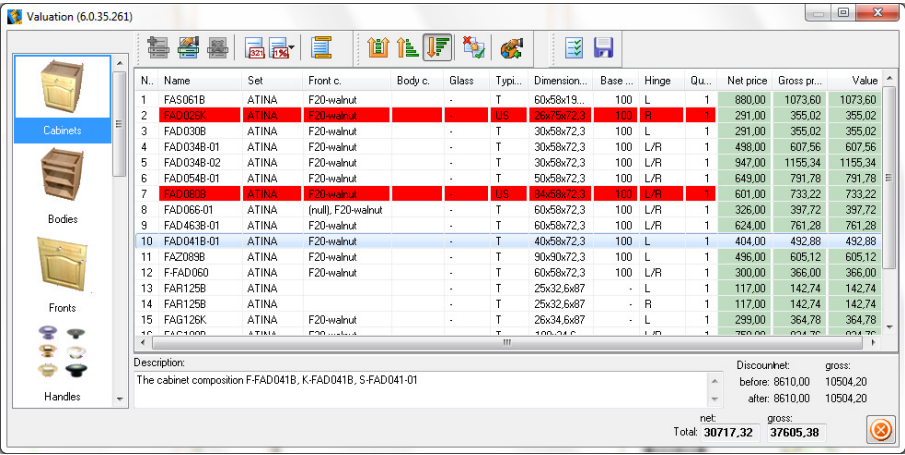 Valuation (6.0.35.261)
321 1%
N.. Name Set Front c. Body c. Glass Typi... Dimension... Base ... Hinge Qu... Net price Gross pr... Value
1 FAS061B ATINA F20-walnut - T 60x58x19... 100 L 1 880,00 1073,60 1073,60
2 FAD026K ATINA F20-walnut - US 26x75x72,3 100 R 1 291,00 355,02 355,02
3 FAD030B ATINA F20-walnut - T 30x58x72,3 100 L 1 291,00 355,02 355,02
4 FAD034B-01 ATINA F20-walnut - T 30x58x72,3 100 L/R 1 498,00 607,56 607,56
5 FAD034B-02 ATINA F20-walnut - T 30x58x72,3 100 L/R 1 947,00 1155,34 1155,34
6 FAD054B-01 ATINA F20-walnut - T 50x58x72,3 100 L/R 1 649,00 791,78 791,78
7 FAD080B ATINA F20-walnut - US 84x58x72,3 100 L/R 1 601,00 733,22 733,22
8 FAD066-01 ATINA (null), F20-walnut - T 60x58x72,3 100 L/R 1 326,00 397,72 397,72
9 FAD463B-01 ATINA F20-walnut - T 60x58x72,3 100 L/R 1 624,00 761,28 761,28
10 FAD041B-01 ATINA F20-walnut - T 40x58x72,3 100 L 1 404,00 492,88 492,88
11 FAZ089B ATINA F20-walnut - T 90x90x72,3 100 L 1 496,00 605,12 605,12
12 F-FAD060 ATINA F20-walnut - T 60x58x72,3 100 L/R 1 300,00 366,00 366,00
13 FAR125B ATINA - T 25x32,6x87 - L 1 117,00 142,74 142,74
14 FAR125B ATINA - T 25x32,6x87 - R 1 117,00 142,74 142,74
15 FAG126K ATINA F20-walnut - T 26x34,6x87 - L 1 299,00 364,78 364,78
Cabinets
Bodies
Fronts
Handles
Description:
The cabinet composition F-FAD041B, K-FAD041B, S-FAD041-01
Discount net: gross:
before: 8610,00 10504,20
after: 8610,00 10504,20
net: gross:
Total: 30717,32 37605,38